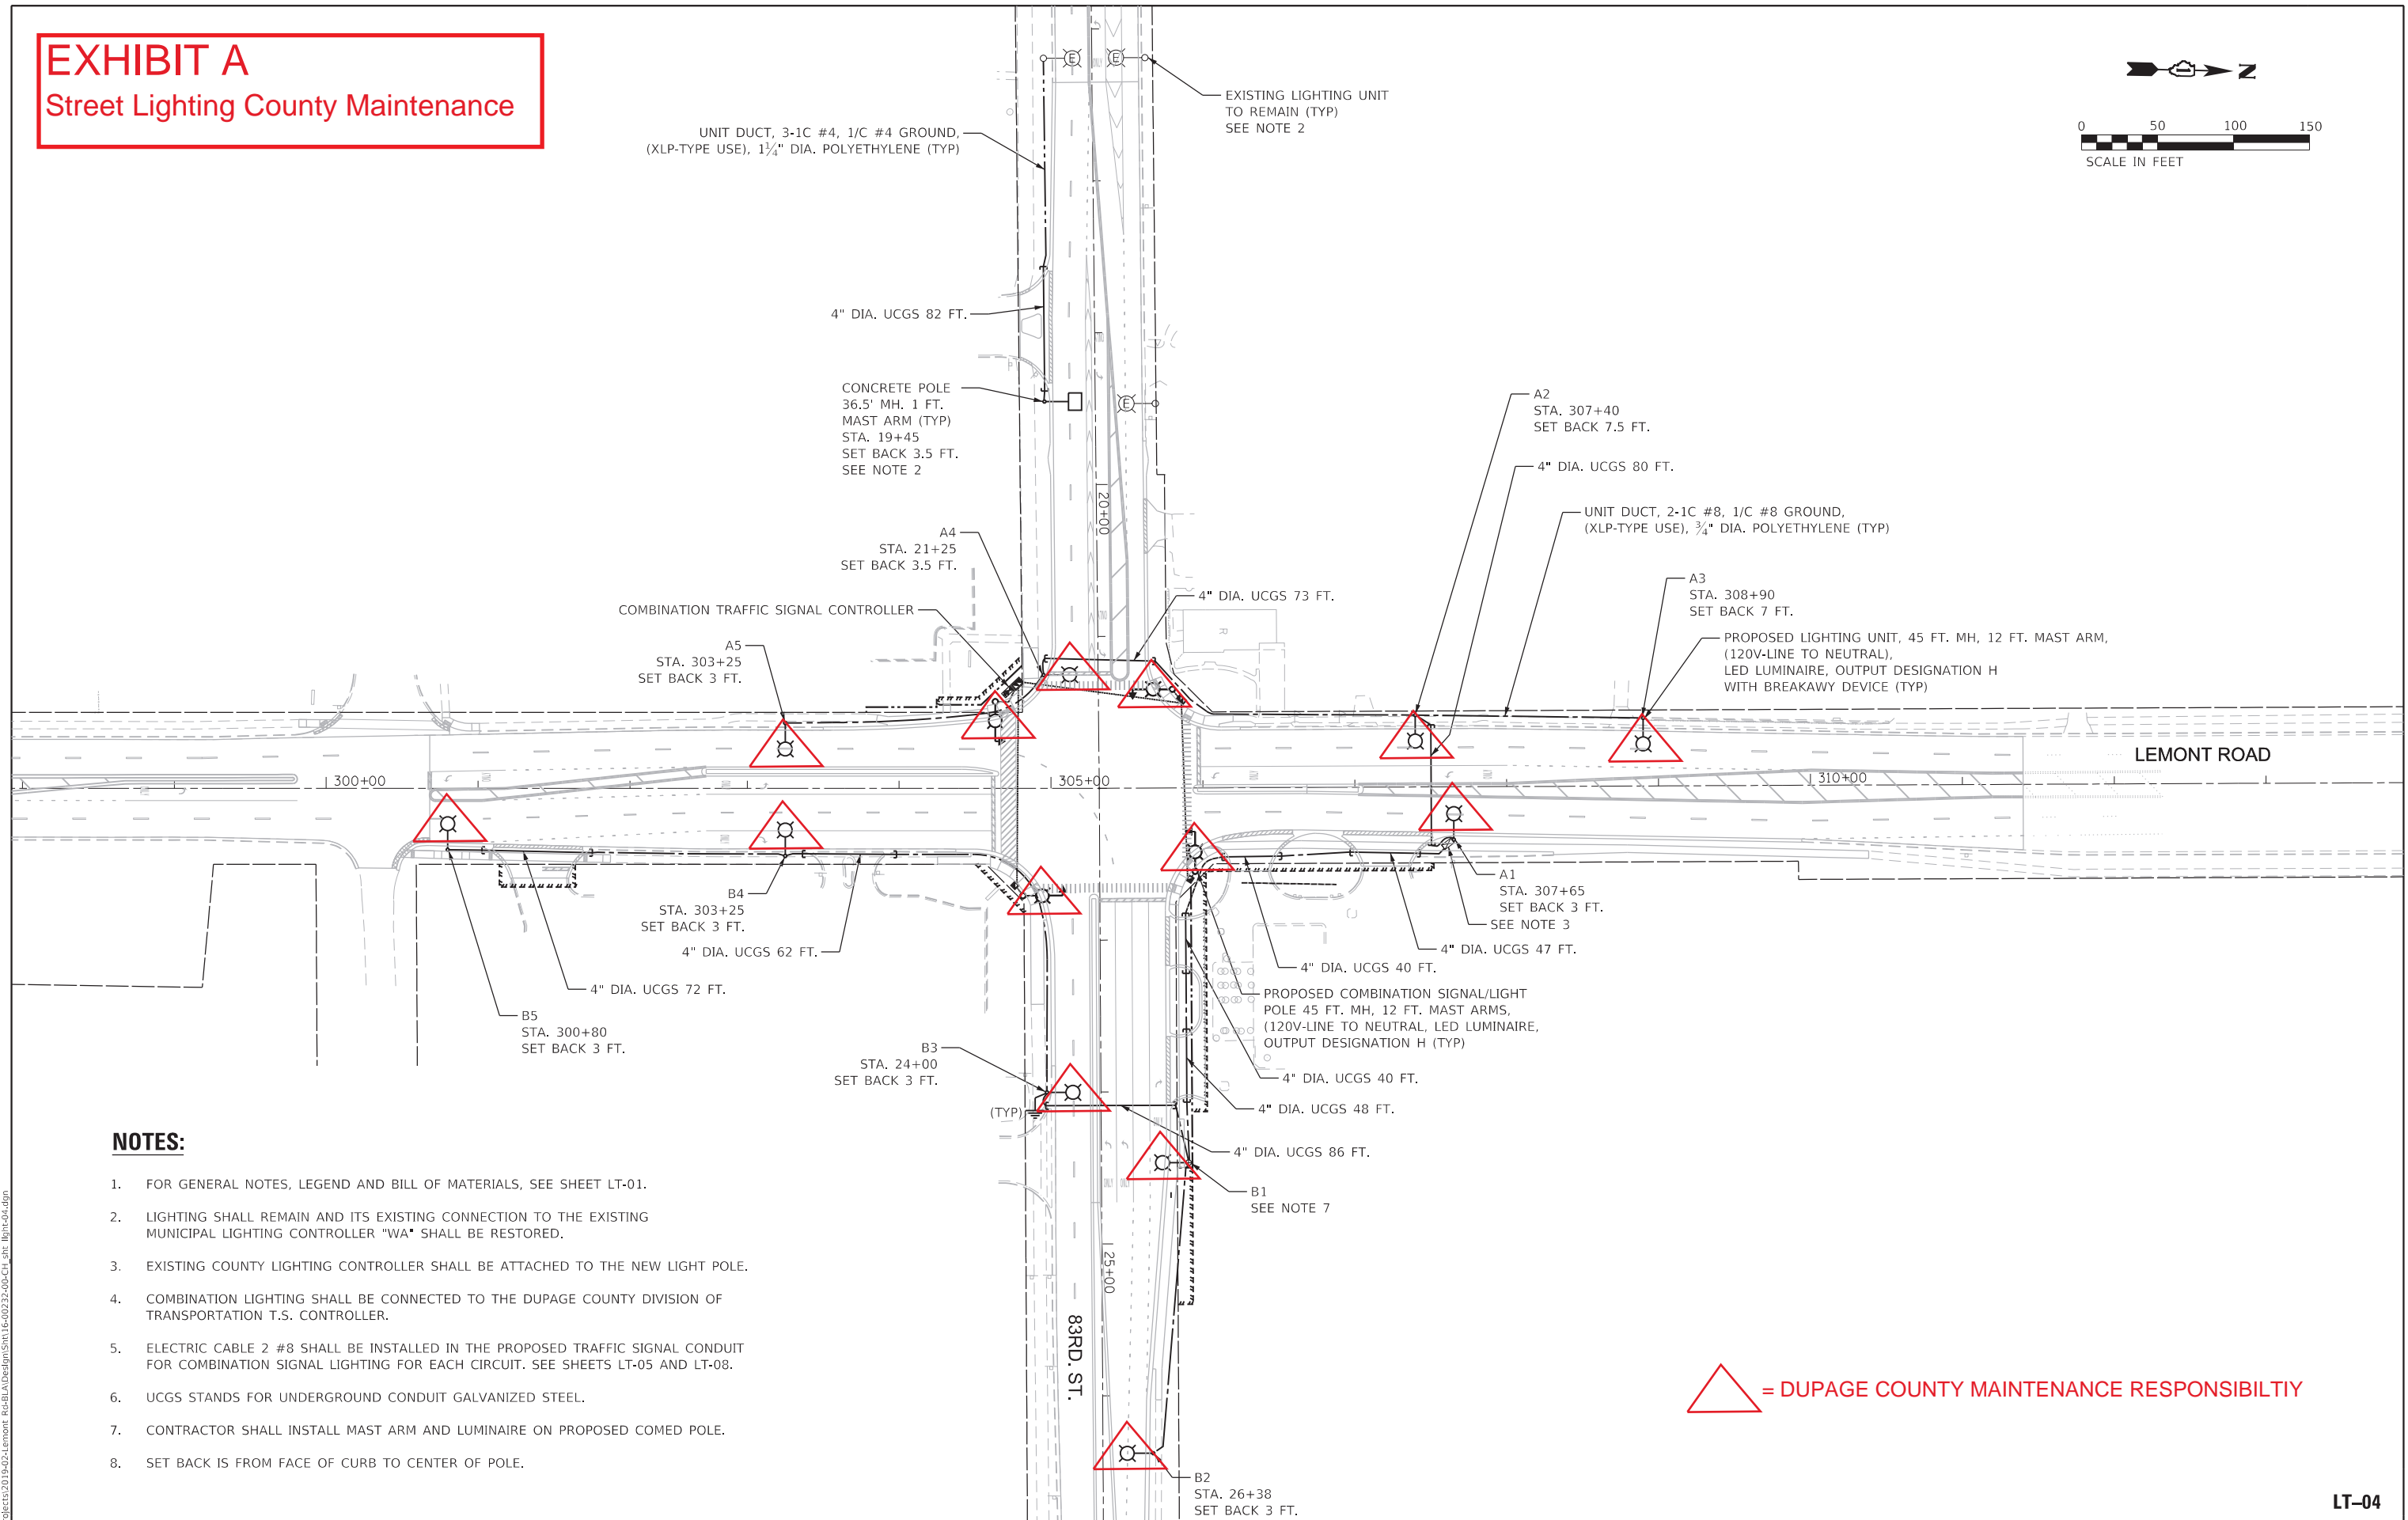 EXHIBIT A
Street Lighting County Maintenance
N
0 50 100 150
SCALE IN FEET
EXISTING LIGHTING UNIT
TO REMAIN (TYP)
SEE NOTE 2
UNIT DUCT, 3-1C #4, 1/C #4 GROUND,
(XLP-TYPE USE), 1¼" DIA. POLYETHYLENE (TYP)
E E
4" DIA. UCGS 82 FT.
CONCRETE POLE
36.5' MH. 1 FT.
MAST ARM (TYP)
STA. 19+45
SET BACK 3.5 FT.
SEE NOTE 2
E
A2
STA. 307+40
SET BACK 7.5 FT.
4" DIA. UCGS 80 FT.
20+00
UNIT DUCT, 2-1C #8, 1/C #8 GROUND,
(XLP-TYPE USE), ¾" DIA. POLYETHYLENE (TYP)
A4
STA. 21+25
SET BACK 3.5 FT.
A3
STA. 308+90
SET BACK 7 FT.
4" DIA. UCGS 73 FT.
COMBINATION TRAFFIC SIGNAL CONTROLLER
R
PROPOSED LIGHTING UNIT, 45 FT. MH, 12 FT. MAST ARM,
(120V-LINE TO NEUTRAL),
LED LUMINAIRE, OUTPUT DESIGNATION H
WITH BREAKAWY DEVICE (TYP)
A5
STA. 303+25
SET BACK 3 FT.
LEMONT ROAD
300+00
305+00
310+00
A1
STA. 307+65
SET BACK 3 FT.
SEE NOTE 3
B4
STA. 303+25
SET BACK 3 FT.
4" DIA. UCGS 62 FT.
4" DIA. UCGS 47 FT.
4" DIA. UCGS 40 FT.
4" DIA. UCGS 72 FT.
PROPOSED COMBINATION SIGNAL/LIGHT
POLE 45 FT. MH, 12 FT. MAST ARMS,
(120V-LINE TO NEUTRAL, LED LUMINAIRE,
OUTPUT DESIGNATION H (TYP)
B5
STA. 300+80
SET BACK 3 FT.
B3
STA. 24+00
SET BACK 3 FT.
4" DIA. UCGS 40 FT.
(TYP)
4" DIA. UCGS 48 FT.
4" DIA. UCGS 86 FT.
B1
SEE NOTE 7
25+00
83RD. ST.
B2
STA. 26+38
SET BACK 3 FT.
NOTES:
1. FOR GENERAL NOTES, LEGEND AND BILL OF MATERIALS, SEE SHEET LT-01.
2. LIGHTING SHALL REMAIN AND ITS EXISTING CONNECTION TO THE EXISTING
MUNICIPAL LIGHTING CONTROLLER "WA" SHALL BE RESTORED.
3. EXISTING COUNTY LIGHTING CONTROLLER SHALL BE ATTACHED TO THE NEW LIGHT POLE.
4. COMBINATION LIGHTING SHALL BE CONNECTED TO THE DUPAGE COUNTY DIVISION OF
TRANSPORTATION T.S. CONTROLLER.
5. ELECTRIC CABLE 2 #8 SHALL BE INSTALLED IN THE PROPOSED TRAFFIC SIGNAL CONDUIT
FOR COMBINATION SIGNAL LIGHTING FOR EACH CIRCUIT. SEE SHEETS LT-05 AND LT-08.
6. UCGS STANDS FOR UNDERGROUND CONDUIT GALVANIZED STEEL.
7. CONTRACTOR SHALL INSTALL MAST ARM AND LUMINAIRE ON PROPOSED COMED POLE.
8. SET BACK IS FROM FACE OF CURB TO CENTER OF POLE.
= DUPAGE COUNTY MAINTENANCE RESPONSIBILTIY
LT–04